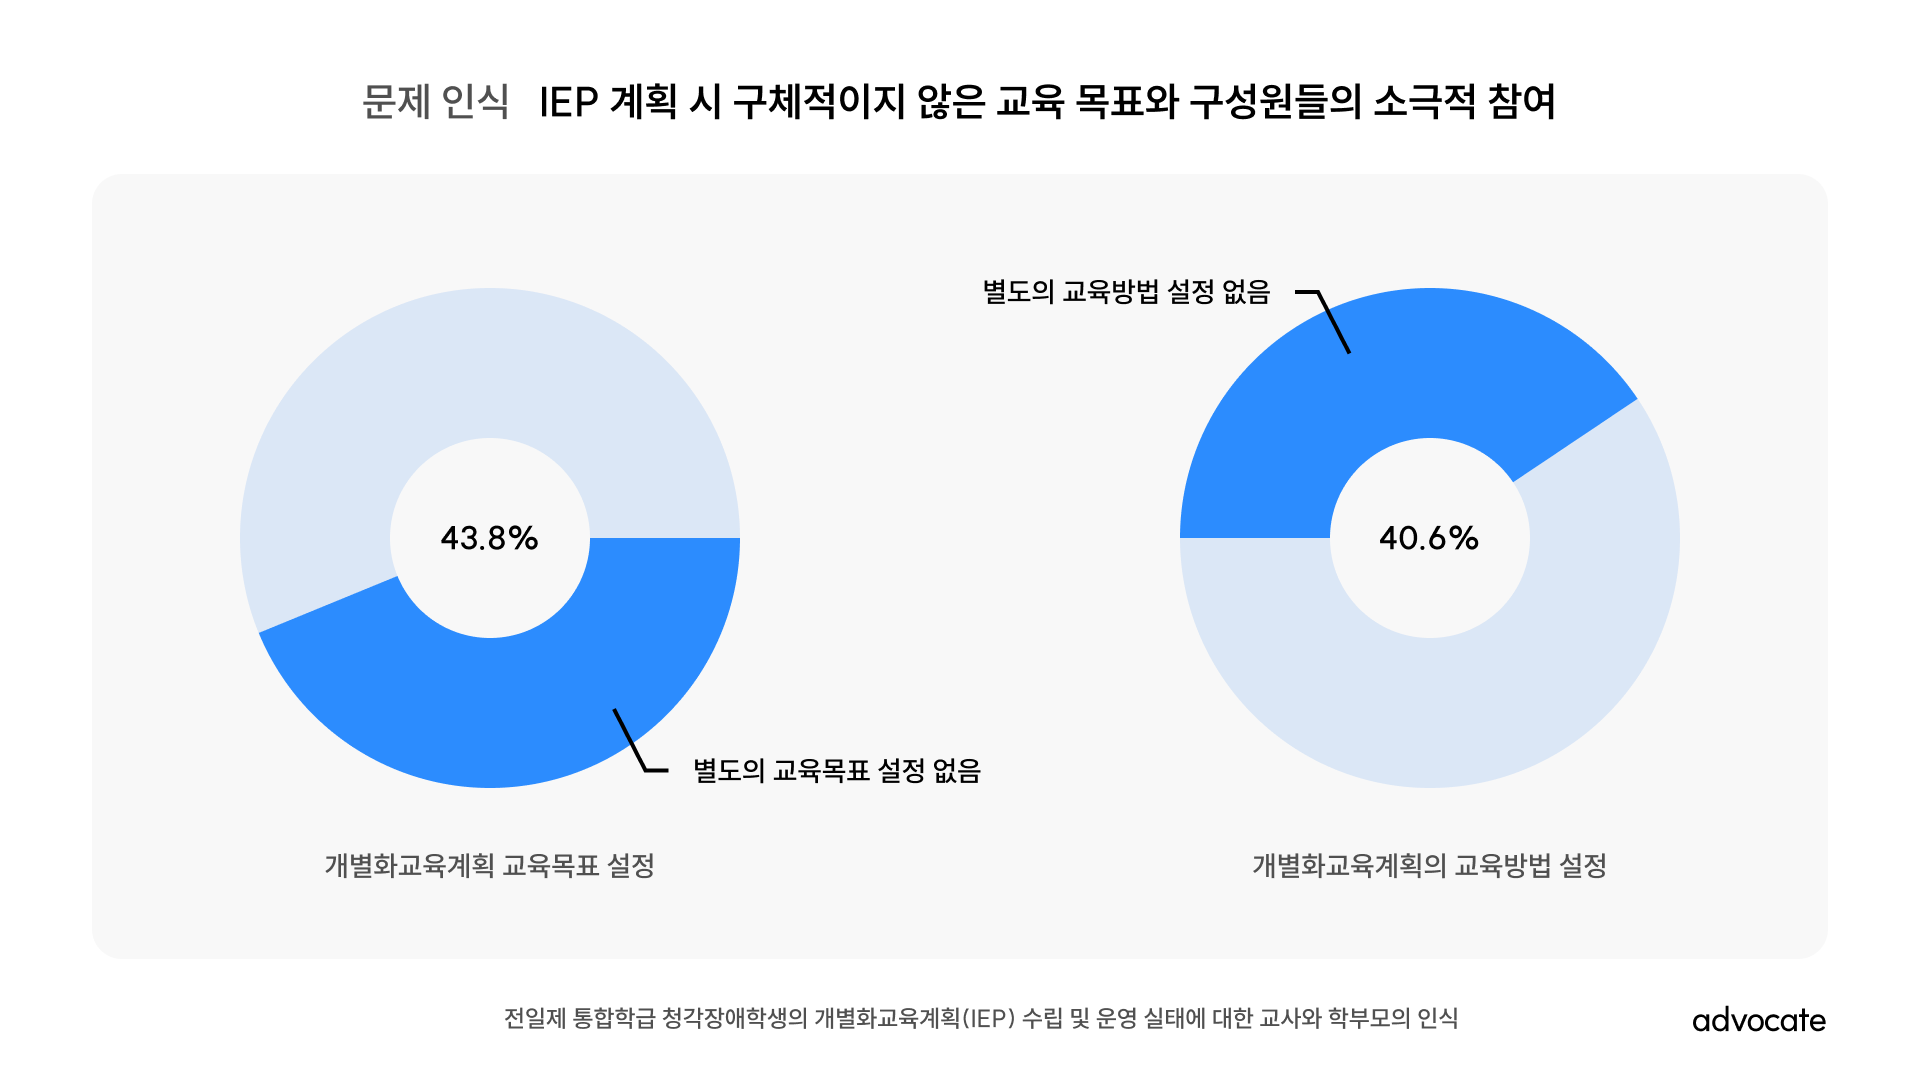 문제 인식 IEP 계획 시 구체적이지 않은 교육 목표와 구성원들의 소극적 참여
별도의 교육방법 설정 없음
43.8%
40.6%
별도의 교육목표 설정 없음
개별화교육계획 교육목표 설정
개별화교육계획의 교육방법 설정
전일제 통합학급 청각장애학생의 개별화교육계획(IEP) 수립 및 운영 실태에 대한 교사와 학부모의 인식
advocate